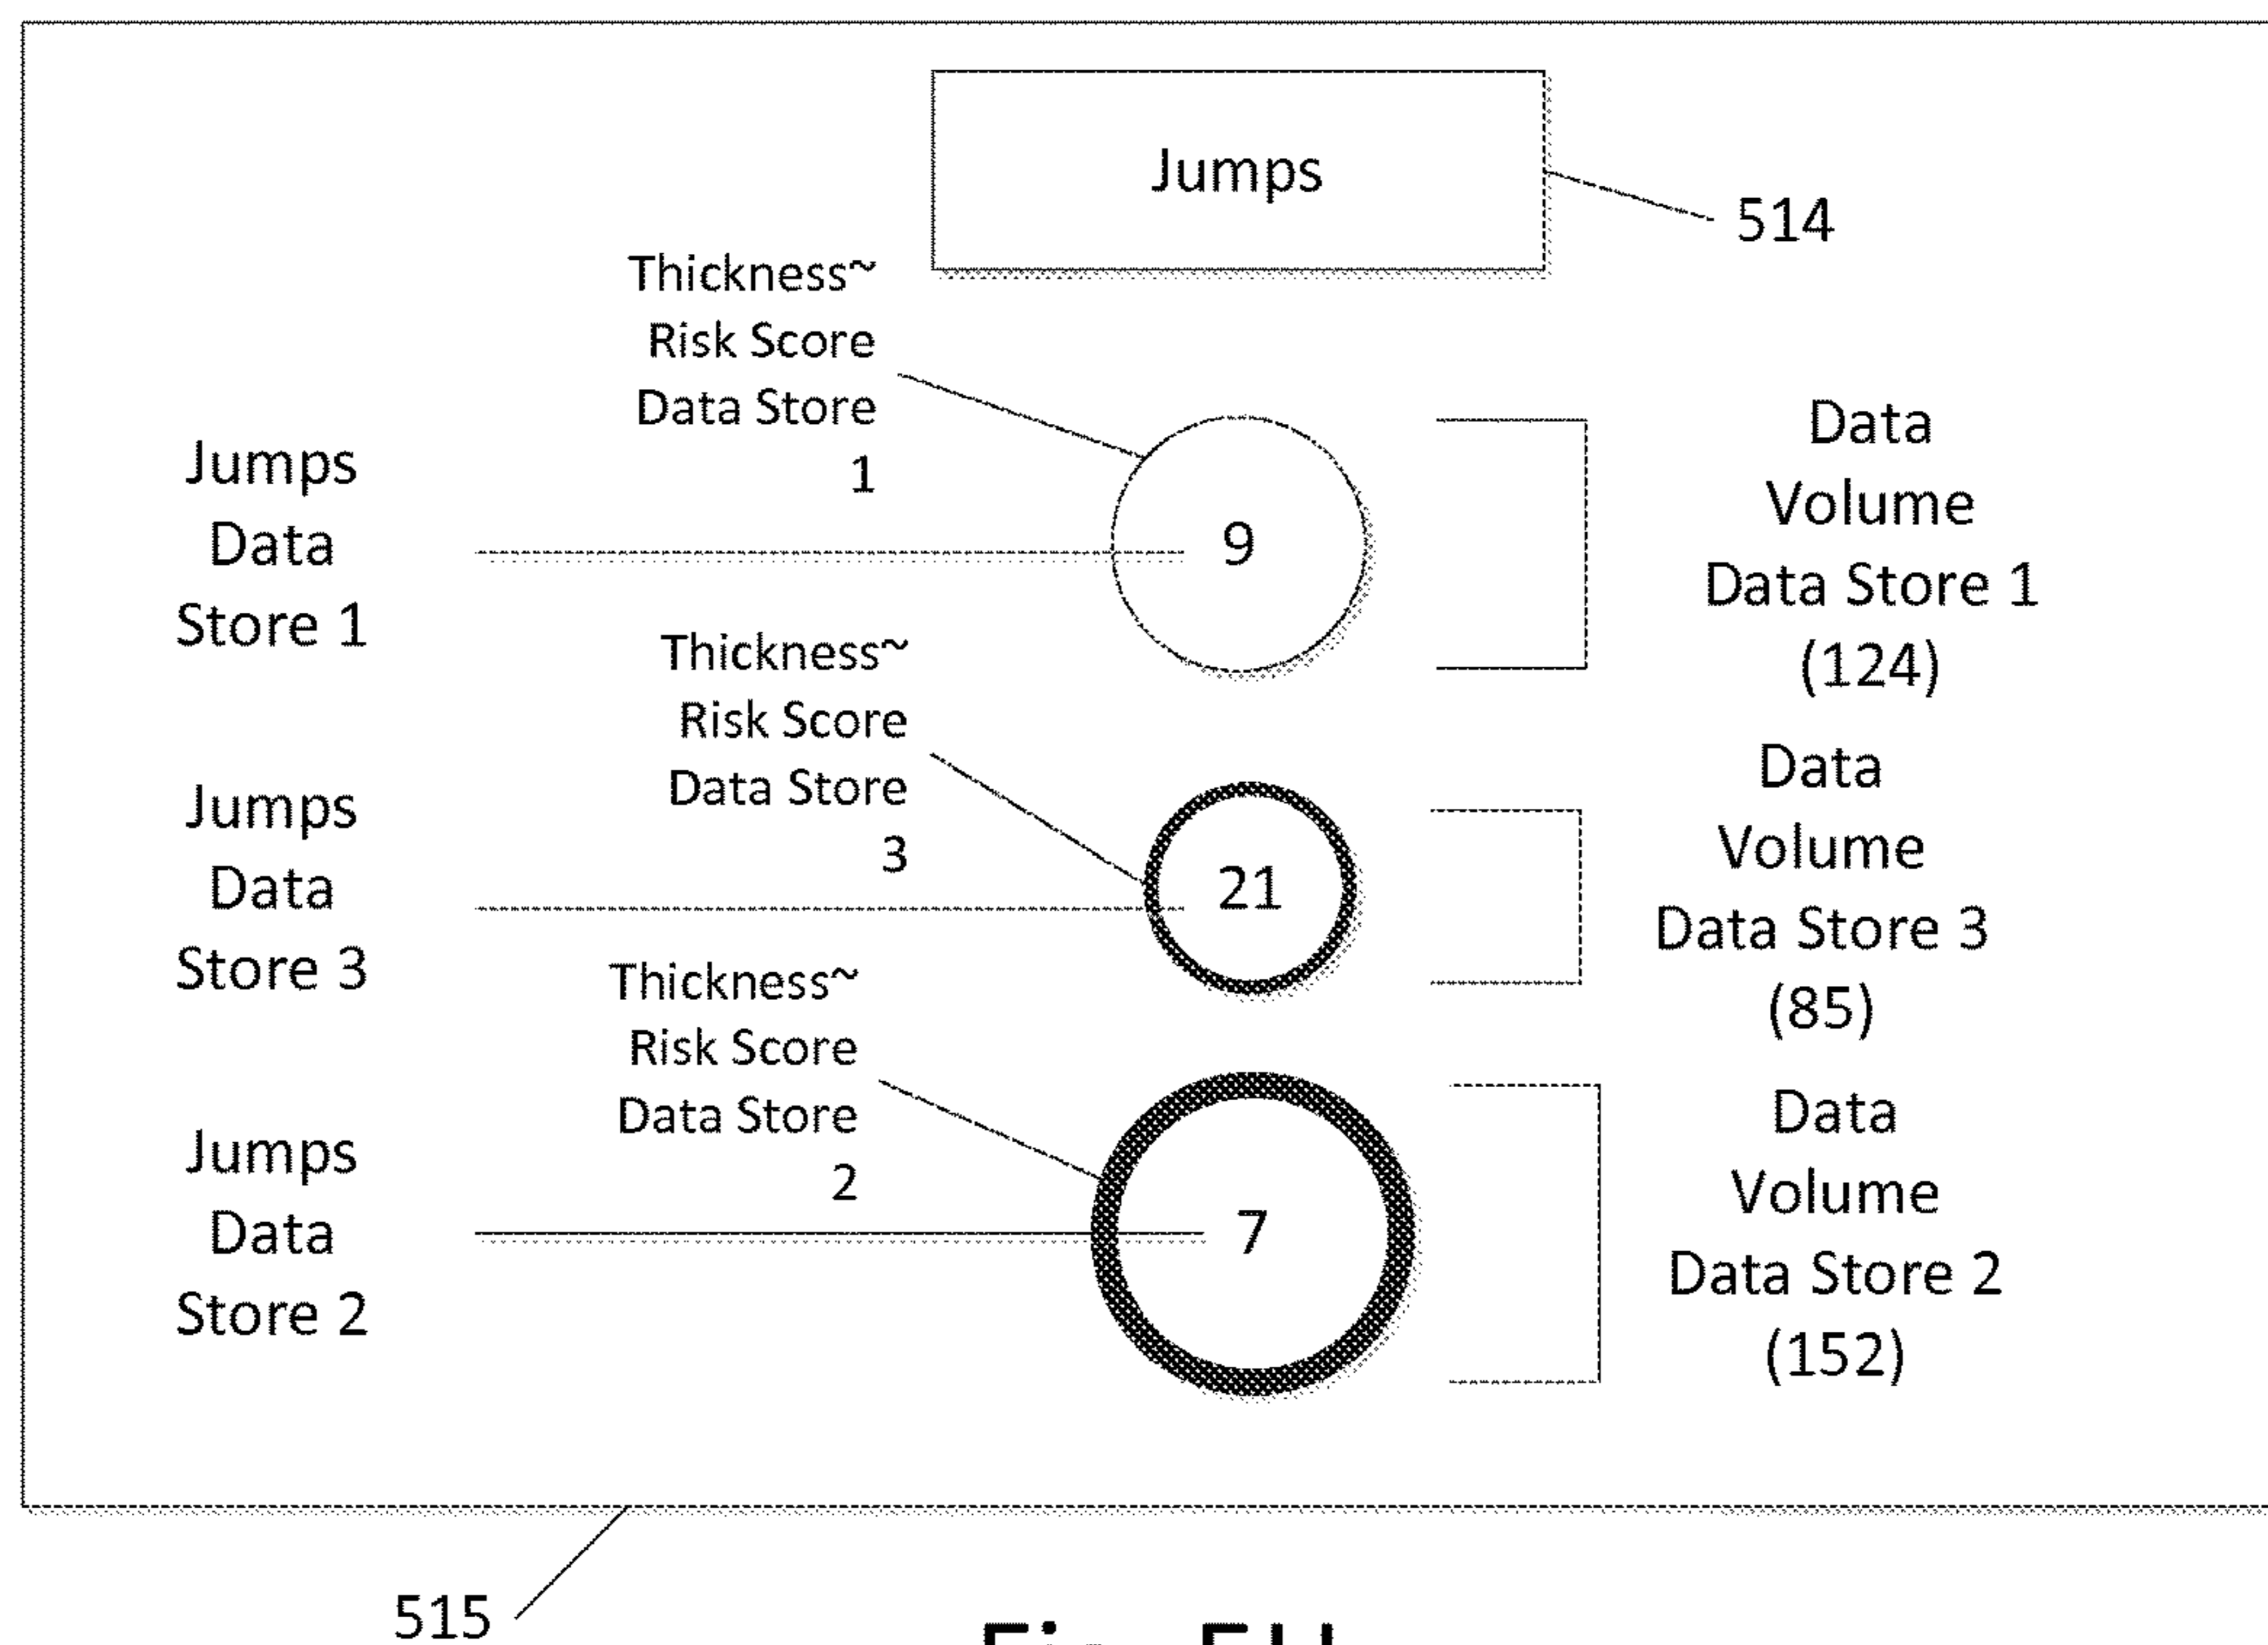 Jumps
514
Thickness~
Risk Score
Data Store
1
Jumps
Data
Store 1
9
Data
Volume
Data Store 1
(124)
Thickness~
Risk Score
Data Store
3
Jumps
Data
Store 3
21
Data
Volume
Data Store 3
(85)
Thickness~
Risk Score
Data Store
2
Jumps
Data
Store 2
7
Data
Volume
Data Store 2
(152)
515